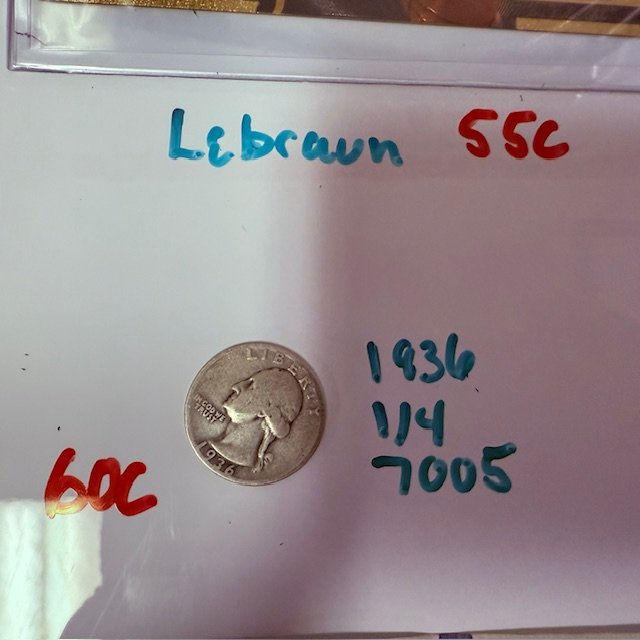 Lebraun 55C
LIBERTY
IN GOD WE
TRUST
1936
1936
1/4
7005
60C